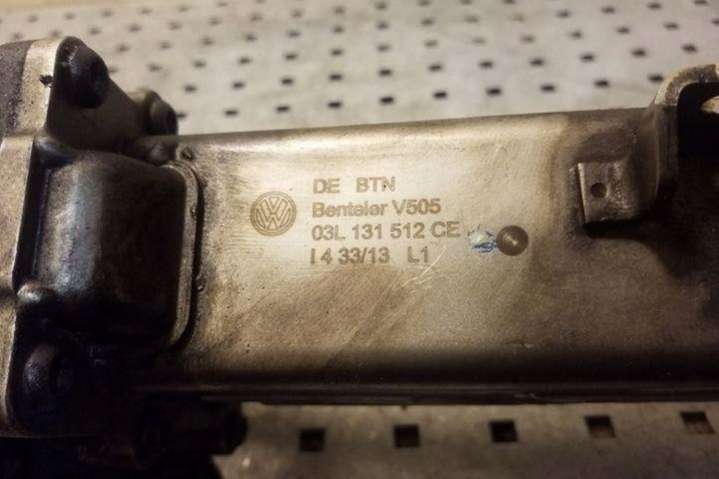 DE BTN
Benteler V505
03L 131 512 CE
I 4 33/13 L1